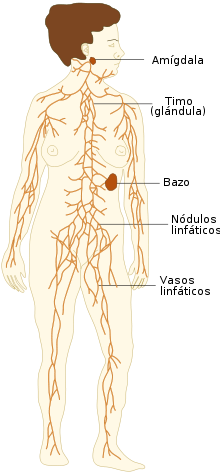 Amígdala
Timo
(glándula)
Bazo
Nódulos
linfáticos
Vasos
linfáticos